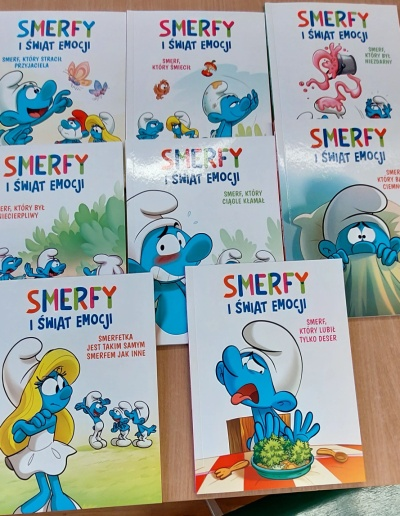 SMERFY
I ŚWIAT EMOCJI
SMERF, KTÓRY STRACIŁ
PRZYJACIELA
SMERFY
I ŚWIAT EMOCJI
SMERF,
KTÓRY ŚMIECIŁ
SMERFY
I ŚWIAT EMOCJI
SMERF,
KTÓRY BYŁ
NIEZDARNY
SMERFY
I ŚWIAT EMOCJI
SMERF, KTÓRY BYŁ
NIECIERPLIWY
SMERFY
I ŚWIAT EMOCJI
SMERF, KTÓRY
CIĄGLE KŁAMAŁ
SMERFY
I ŚWIAT EMOCJI
KTÓRY
SMERFY
I ŚWIAT EMOCJI
SMERFETKA
JEST TAKIM SAMYM
SMERFEM JAK INNE
SMERFY
I ŚWIAT EMOCJI
SMERF,
KTÓRY LUBIŁ
TYLKO DESER